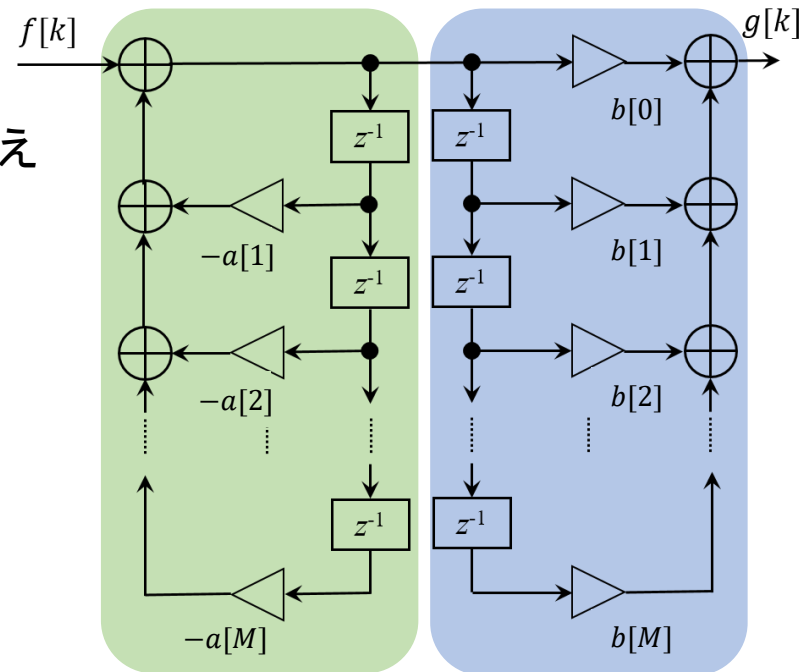 f[k]
g[k]
え
z⁻¹
z⁻¹
b[0]
−a[1]
b[1]
z⁻¹
z⁻¹
−a[2]
b[2]
z⁻¹
z⁻¹
−a[M]
b[M]